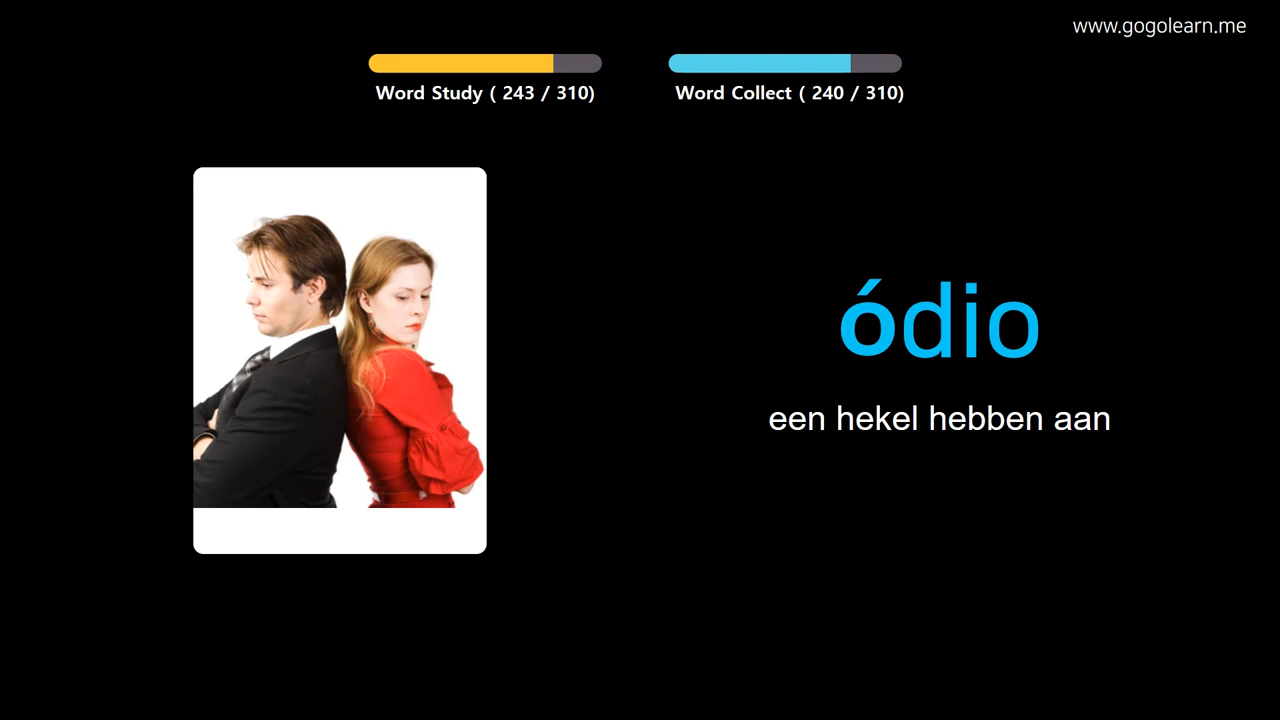 www.gogolearn.me
Word Study ( 243 / 310)
Word Collect ( 240 / 310)
ódio
een hekel hebben aan